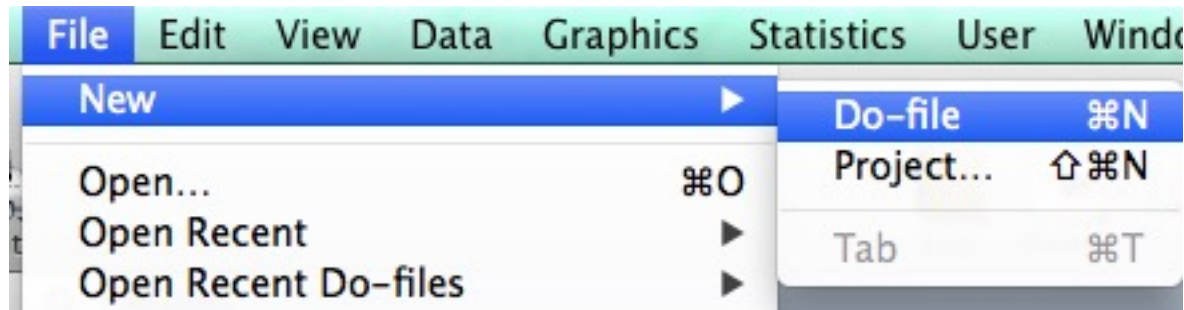 File Edit View Data Graphics Statistics User
New ▶
Do-file ⌘N
Open... ⌘O
Project... ⇧⌘N
Open Recent ▶
Tab ⌘T
Open Recent Do-files ▶